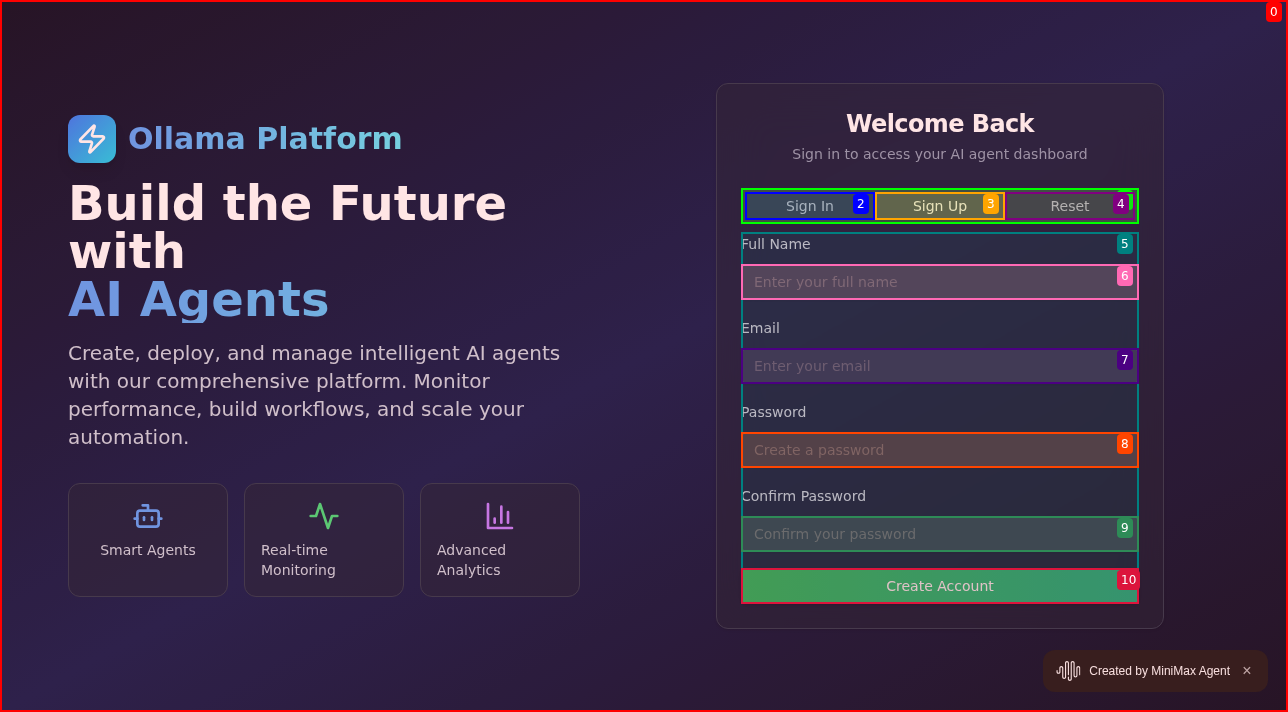 0
Ollama Platform
Build the Future
with
AI Agents
Create, deploy, and manage intelligent AI agents
with our comprehensive platform. Monitor
performance, build workflows, and scale your
automation.
Smart Agents
Real-time
Monitoring
Advanced
Analytics
Welcome Back
Sign in to access your AI agent dashboard
Sign In 2 Sign Up 3 Reset 4
Full Name 5
Enter your full name 6
Email
Enter your email 7
Password
Create a password 8
Confirm Password
Confirm your password 9
Create Account 10
Created by MiniMax Agent ×